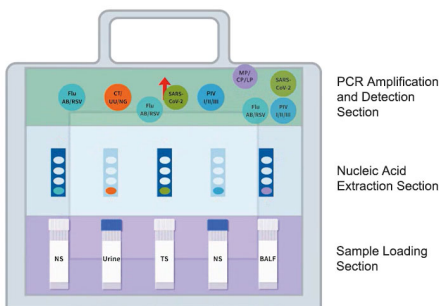 MP/
CP/LP
Flu
AB/RSV
CT/
UU/NG
Flu
AB/RSV
SARS-
CoV-2
PIV
I/II/III
SARS-
CoV-2
Flu
AB/RSV
PIV
I/II/III
PCR Amplification
and Detection
Section
Nucleic Acid
Extraction Section
NS
Urine
TS
NS
BALF
Sample Loading
Section